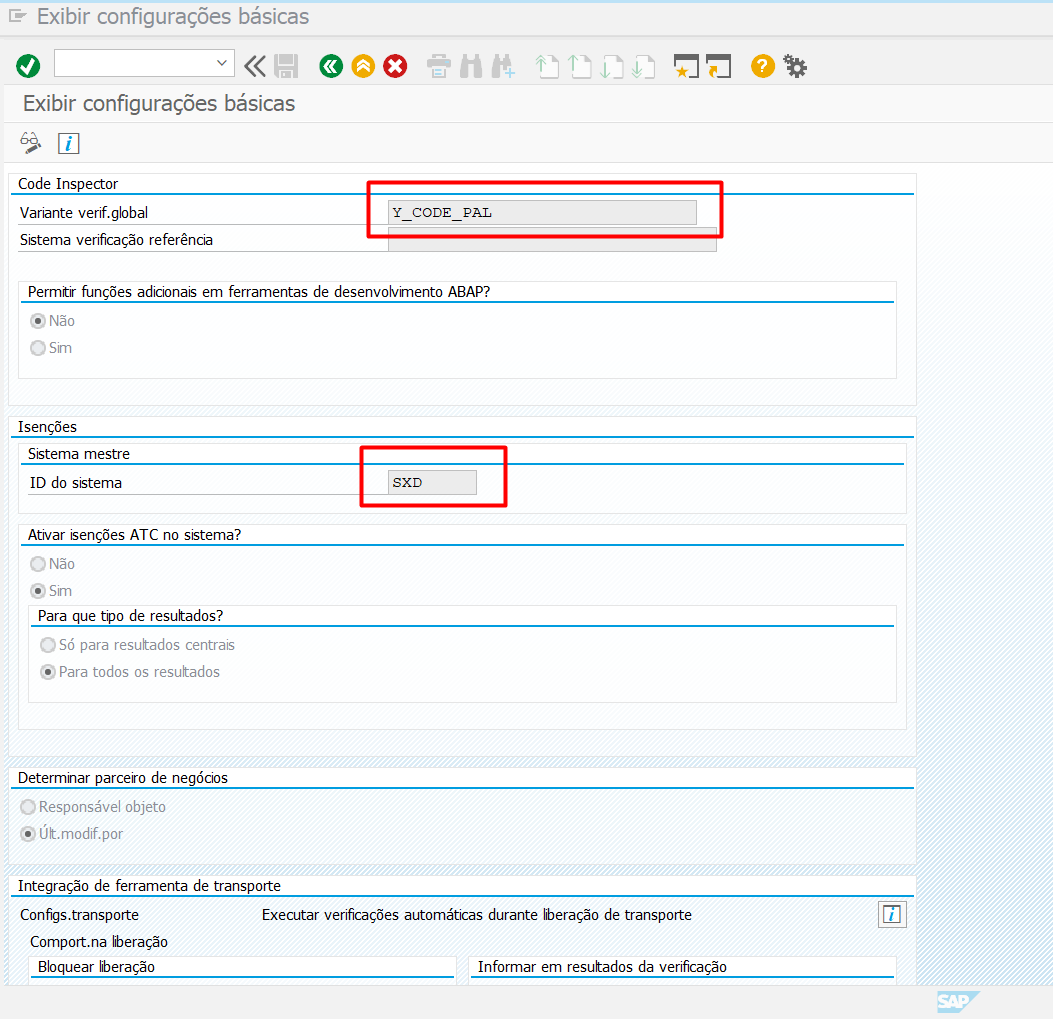 Exibir configurações básicas
Exibir configurações básicas
Code Inspector
Variante verif.global Y_CODE_PAL
Sistema verificação referência
Permitir funções adicionais em ferramentas de desenvolvimento ABAP?
Não
Sim
Isenções
Sistema mestre
ID do sistema SXD
Ativar isenções ATC no sistema?
Não
Sim
Para que tipo de resultados?
Só para resultados centrais
Para todos os resultados
Determinar parceiro de negócios
Responsável objeto
Últ.modif.por
Integração de ferramenta de transporte
Configs.transporte Executar verificações automáticas durante liberação de transporte
Comport.na liberação
Bloquear liberação Informar em resultados da verificação
SAP